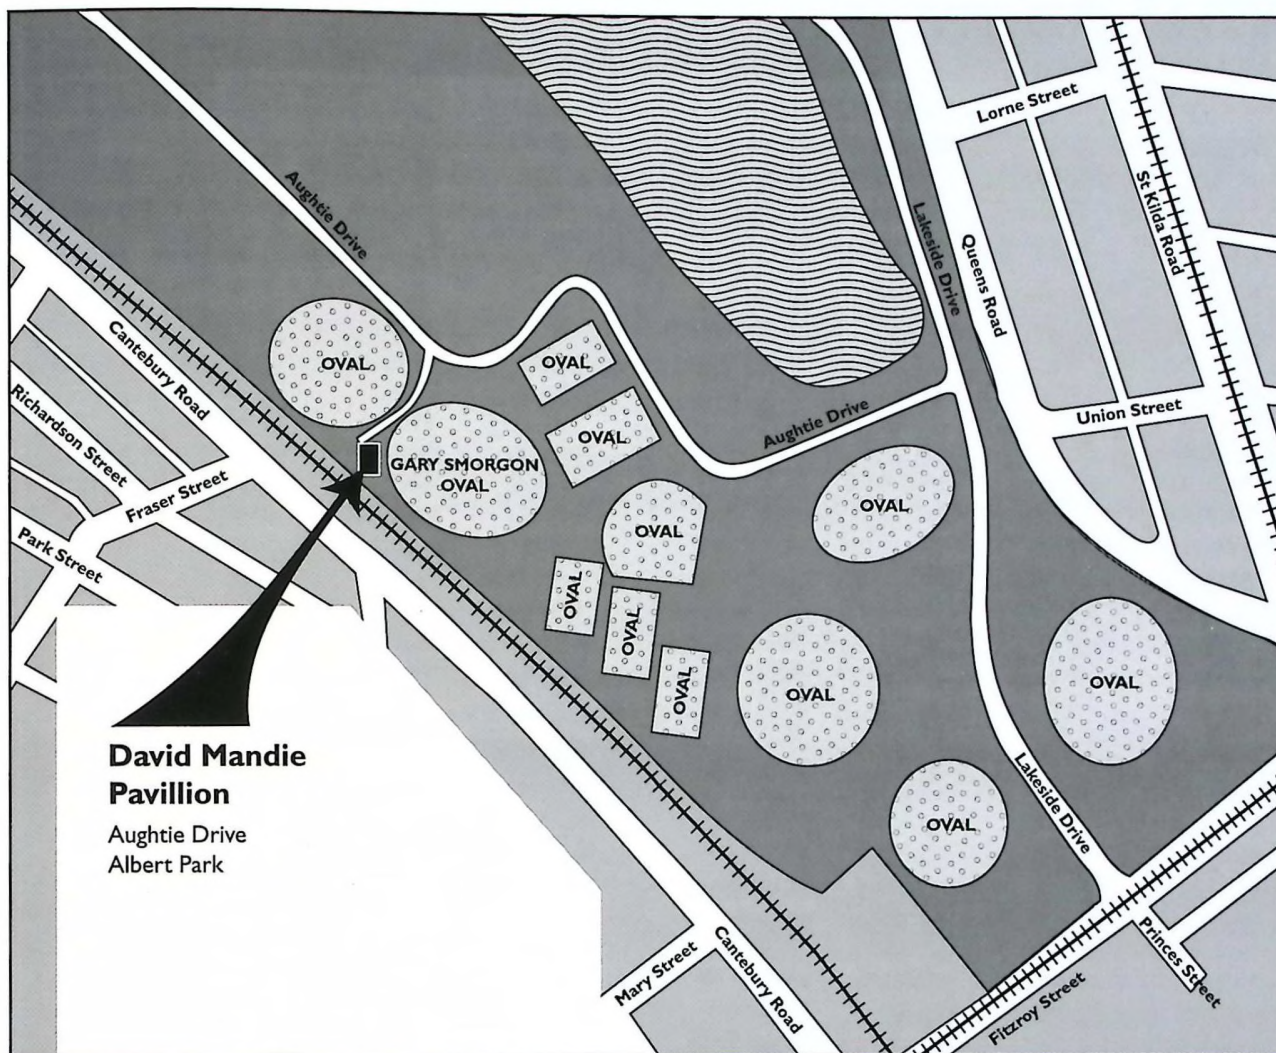 Lorne Street
Aughtie Drive
St Kilda Road
Lakeside Drive
Queens Road
Cantebury Road
OVAL
OVAL
Richardson Street
Union Street
Aughtie Drive
OVAL
GARY SMORGON
OVAL
Fraser Street
OVAL
OVAL
Park Street
OVAL
OVAL
OVAL
OVAL
OVAL
OVAL
David Mandie
Pavillion
Aughtie Drive
Albert Park
Lakeside Drive
OVAL
Princes Street
Mary Street
Cantebury Road
Fitzroy Street